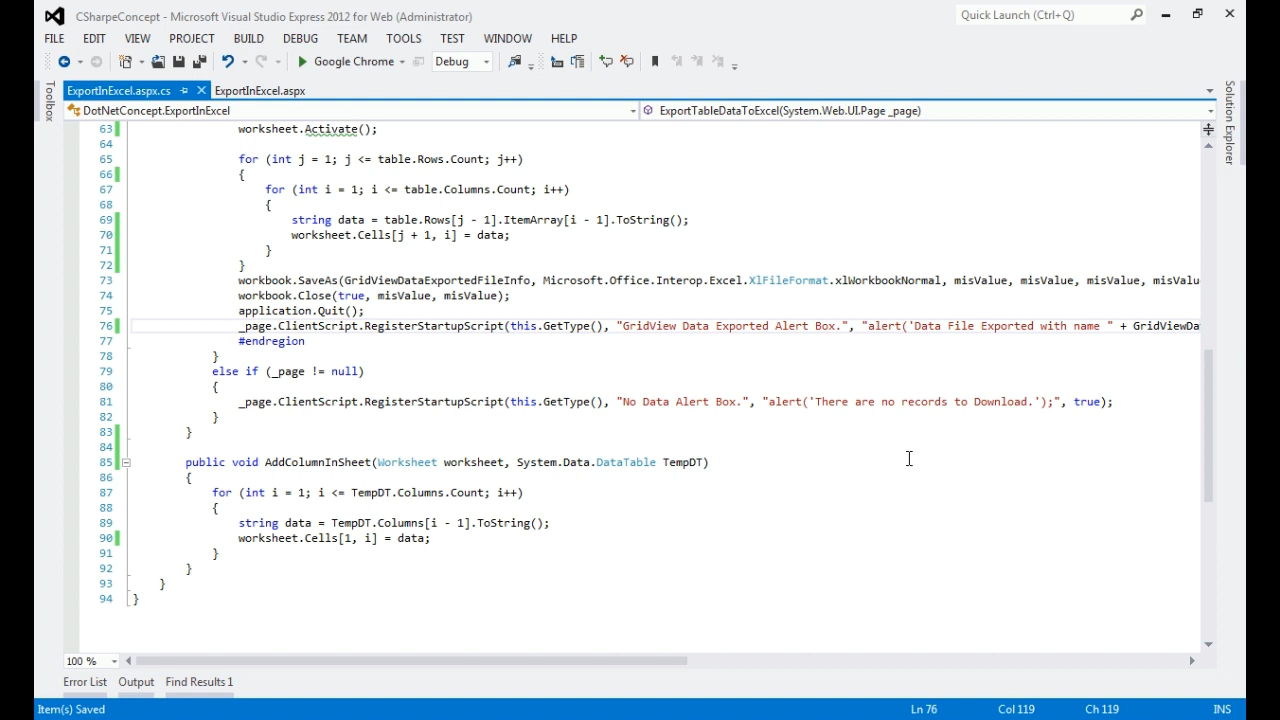 CSharpeConcept - Microsoft Visual Studio Express 2012 for Web (Administrator)
Quick Launch (Ctrl+Q)
FILE EDIT VIEW PROJECT BUILD DEBUG TEAM TOOLS TEST WINDOW HELP
Google Chrome Debug
Toolbox
ExportInExcel.aspx.cs ExportInExcel.aspx
DotNetConcept.ExportInExcel ExportTableDataToExcel(System.Web.UI.Page _page)
Solution Explorer
63 worksheet.Activate();
64
65 for (int j = 1; j <= table.Rows.Count; j++)
66 {
67 for (int i = 1; i <= table.Columns.Count; i++)
68 {
69 string data = table.Rows[j - 1].ItemArray[i - 1].ToString();
70 worksheet.Cells[j + 1, i] = data;
71 }
72 }
73 workbook.SaveAs(GridViewDataExportedFileInfo, Microsoft.Office.Interop.Excel.XlFileFormat.xlWorkbookNormal, misValue, misValue, misValue, misValu
74 workbook.Close(true, misValue, misValue);
75 application.Quit();
76 _page.ClientScript.RegisterStartupScript(this.GetType(), "GridView Data Exported Alert Box.", "alert('Data File Exported with name " + GridViewDa
77 #endregion
78 }
79 else if (_page != null)
80 {
81 _page.ClientScript.RegisterStartupScript(this.GetType(), "No Data Alert Box.", "alert('There are no records to Download.');", true);
82 }
83 }
84
85 public void AddColumnInSheet(Worksheet worksheet, System.Data.DataTable TempDT)
86 {
87 for (int i = 1; i <= TempDT.Columns.Count; i++)
88 {
89 string data = TempDT.Columns[i - 1].ToString();
90 worksheet.Cells[1, i] = data;
91 }
92 }
93 }
94 }
100 %
Error List Output Find Results 1
Item(s) Saved Ln 76 Col 119 Ch 119 INS